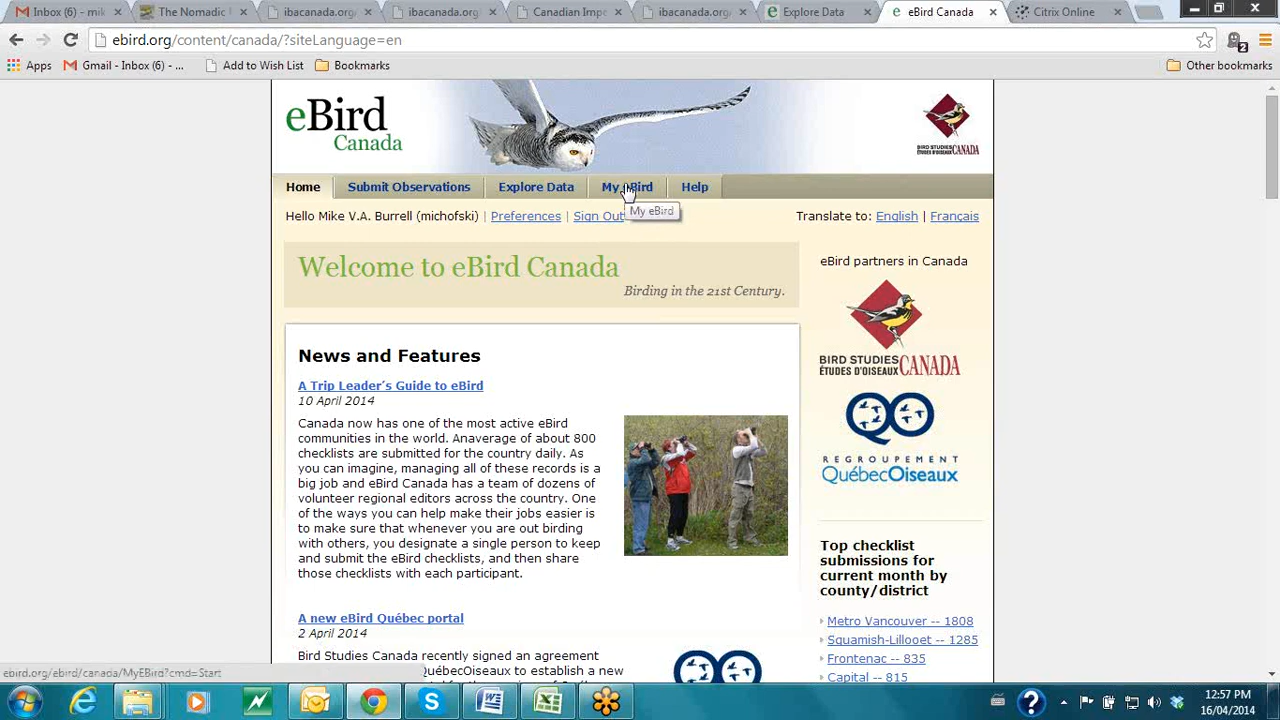 Inbox (6) - mik
The Nomadic
ibacanada.org
ibacanada.org
Canadian Impe
ibacanada.org
Explore Data
eBird Canada
Citrix Online
ebird.org/content/canada/?siteLanguage=en
2
Apps
Gmail - Inbox (6) - ...
Add to Wish List
Bookmarks
Other bookmarks
eBird
Canada
BIRD STUDIES
ÉTUDES D'OISEAUX CANADA
Home
Submit Observations
Explore Data
My eBird
Help
Hello Mike V.A. Burrell (michofski) | Preferences | Sign Out
My eBird
Translate to: English | Français
Welcome to eBird Canada
Birding in the 21st Century.
News and Features
A Trip Leader's Guide to eBird
10 April 2014
Canada now has one of the most active eBird
communities in the world. Anaverage of about 800
checklists are submitted for the country daily. As
you can imagine, managing all of these records is a
big job and eBird Canada has a team of dozens of
volunteer regional editors across the country. One
of the ways you can help make their jobs easier is
to make sure that whenever you are out birding
with others, you designate a single person to keep
and submit the eBird checklists, and then share
those checklists with each participant.
A new eBird Québec portal
2 April 2014
Bird Studies Canada recently signed an agreement
QuébecOiseaux to establish a new
eBird partners in Canada
BIRD STUDIES
ÉTUDES D'OISEAUX CANADA
REGROUPEMENT
QuébecOiseaux
Top checklist
submissions for
current month by
county/district
Metro Vancouver -- 1808
Squamish-Lillooet -- 1285
Frontenac -- 835
Capital -- 815
ebird.org/ebird/canada/MyEBird?cmd=Start
12:57 PM
16/04/2014